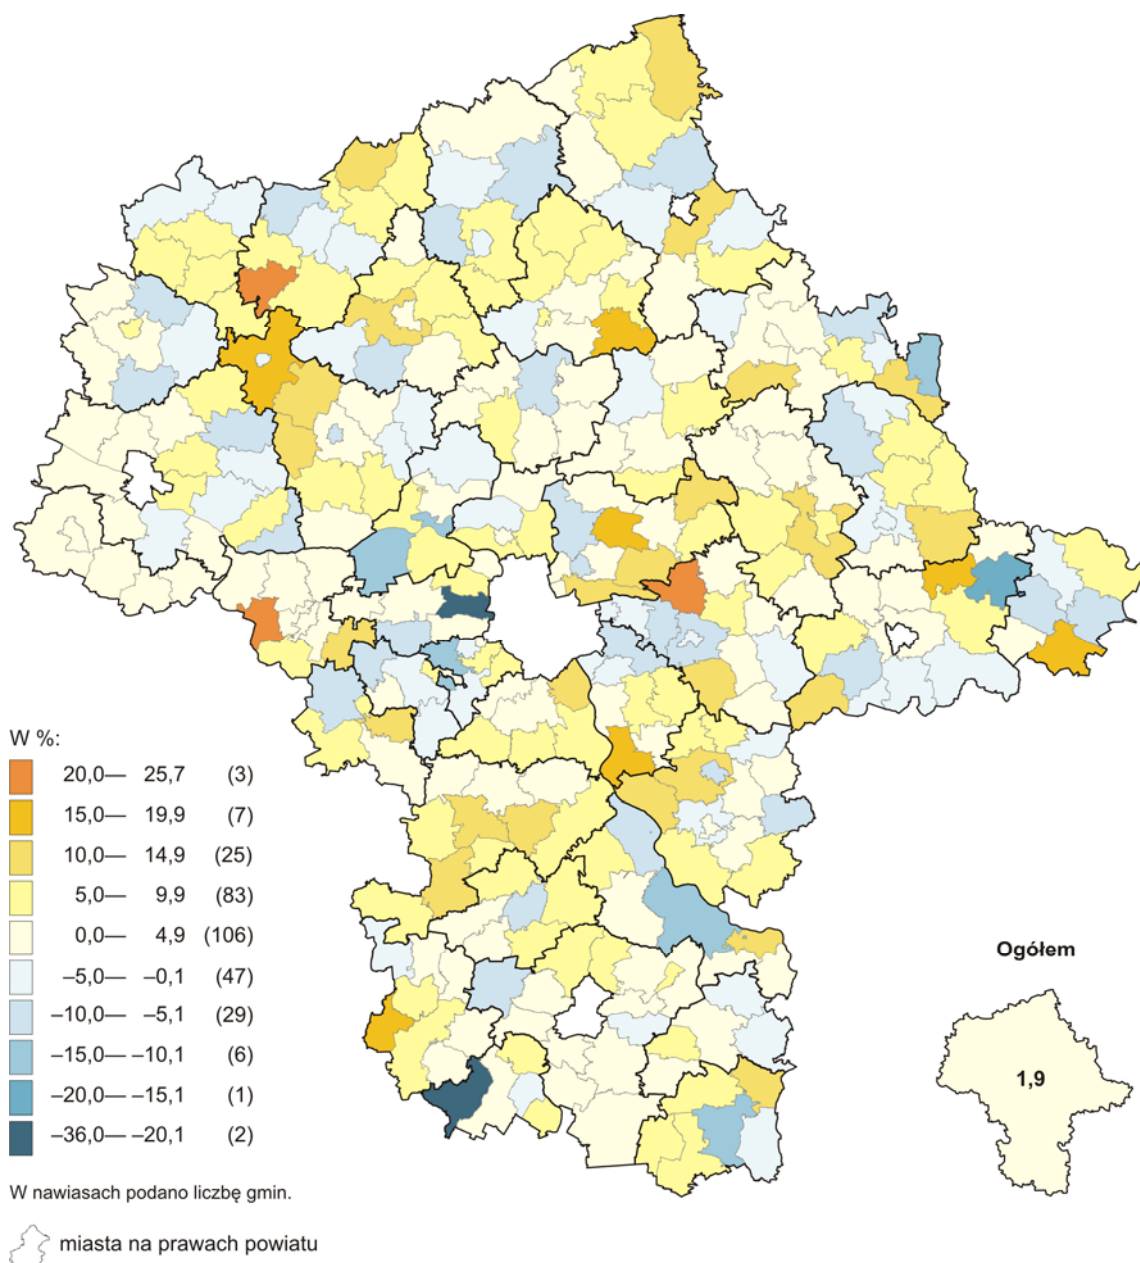 W %:
20,0— 25,7 (3)
15,0— 19,9 (7)
10,0— 14,9 (25)
5,0— 9,9 (83)
0,0— 4,9 (106)
–5,0— –0,1 (47)
–10,0— –5,1 (29)
–15,0— –10,1 (6)
–20,0— –15,1 (1)
–36,0— –20,1 (2)
W nawiasach podano liczbę gmin.
miasta na prawach powiatu
Ogółem
1,9